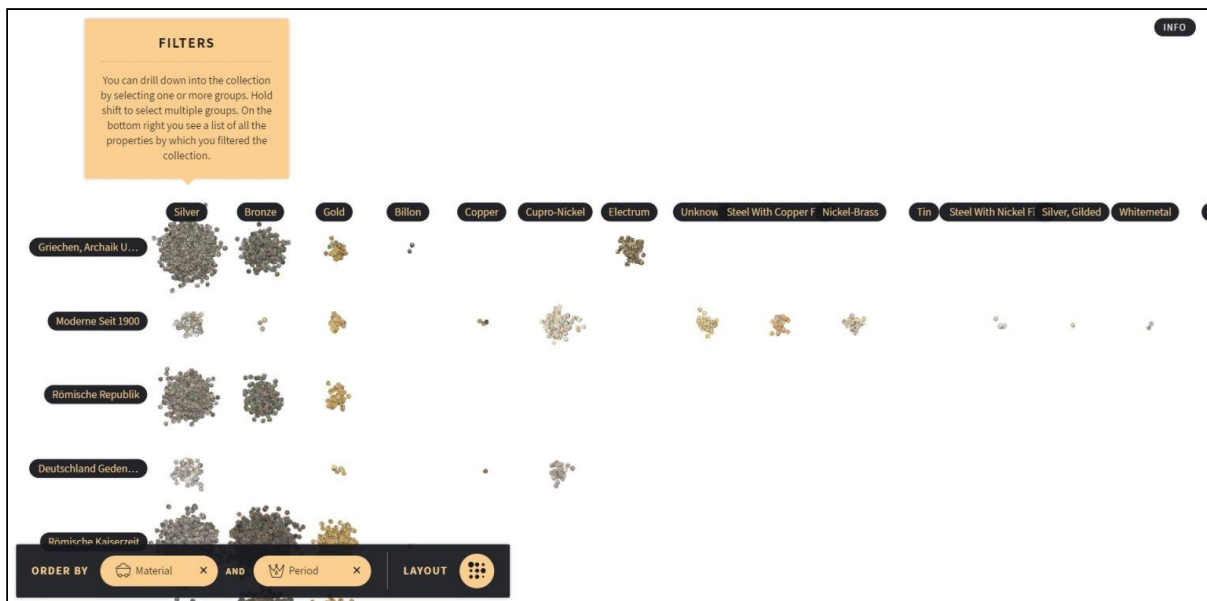 INFO
FILTERS
You can drill down into the collection
by selecting one or more groups. Hold
shift to select multiple groups. On the
bottom right you see a list of all the
properties by which you filtered the
collection.
Silver Bronze Gold Billon Copper Cupro-Nickel Electrum Unknow Steel With Copper F Nickel-Brass Tin Steel With Nickel Fi Silver, Gilded Whitemetal
Griechen, Archaik U...
Moderne Seit 1900
Römische Republik
Deutschland Geden...
Römische Kaiserzeit
ORDER BY Material × AND Period × LAYOUT